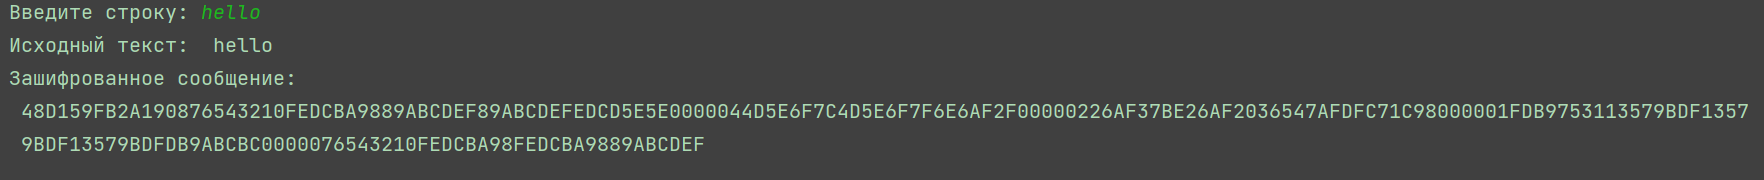 Введите строку: hello
Исходный текст:  hello
Зашифрованное сообщение:
48D159FB2A190876543210FEDCBA9889ABCDEF89ABCDEFEDCD5E5E0000044D5E6F7C4D5E6F7F6E6AF2F00000226AF37BE26AF2036547AFDFC71C98000001FDB9753113579BDF1357
9BDF13579BDFDB9ABCBC0000076543210FEDCBA98FEDCBA9889ABCDEF